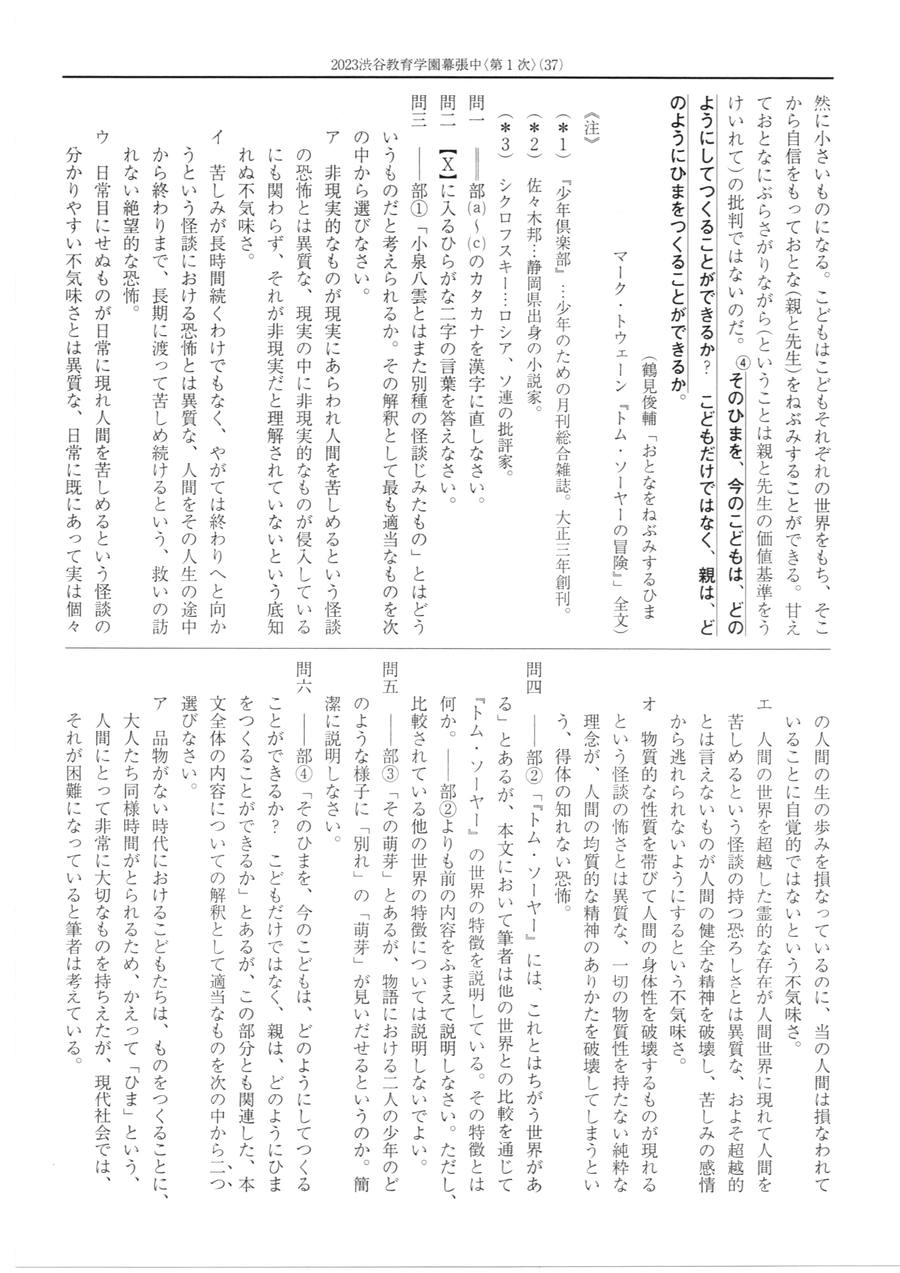 2023渋谷教育学園幕張中〈第1次〉(37)
然に小さいものになる。こどもはこどもそれぞれの世界をもち、そこ
から自信をもっておとな(親と先生)をねぶみすることができる。甘え
ておとなにぶらさがりながら(ということは親と先生の価値基準をう
けいれて)の批判ではないのだ。④そのひまを、今のこどもは、どの
ようにしてつくることができるか? こどもだけではなく、親は、ど
のようにひまをつくることができるか。
(鶴見俊輔「おとなをねぶみするひま
マーク・トウェーン『トム・ソーヤーの冒険』」全文)
《注》
(*1) 『少年倶楽部』…少年のための月刊総合雑誌。大正三年創刊。
(*2) 佐々木邦…静岡県出身の小説家。
(*3) シクロフスキー…ロシア、ソ連の批評家。
問一 ══部(a)~(c)のカタカナを漢字に直しなさい。
問二 【X】に入るひらがな二字の言葉を答えなさい。
問三 ──部①「小泉八雲とはまた別種の怪談じみたもの」とはどう
いうものだと考えられるか。その解釈として最も適当なものを次
の中から選びなさい。
ア 非現実的なものが現実にあらわれ人間を苦しめるという怪談
の恐怖とは異質な、現実の中に非現実的なものが侵入している
にも関わらず、それが非現実だと理解されていないという底知
れぬ不気味さ。
イ 苦しみが長時間続くわけでもなく、やがては終わりへと向か
うという怪談における恐怖とは異質な、人間をその人生の途中
から終わりまで、長期に渡って苦しめ続けるという、救いの訪
れない絶望的な恐怖。
ウ 日常目にせぬものが日常に現れ人間を苦しめるという怪談の
分かりやすい不気味さとは異質な、日常に既にあって実は個々
の人間の生の歩みを損なっているのに、当の人間は損なわれて
いることに自覚的ではないという不気味さ。
エ 人間の世界を超越した霊的な存在が人間世界に現れて人間を
苦しめるという怪談の持つ恐ろしさとは異質な、およそ超越的
とは言えないものが人間の健全な精神を破壊し、苦しみの感情
から逃れられないようにするという不気味さ。
オ 物質的な性質を帯びて人間の身体性を破壊するものが現れる
という怪談の怖さとは異質な、一切の物質性を持たない純粋な
理念が、人間の均質的な精神のありかたを破壊してしまうとい
う、得体の知れない恐怖。
問四 ──部②「『トム・ソーヤー』には、これとはちがう世界があ
る」とあるが、本文において筆者は他の世界との比較を通じて
『トム・ソーヤー』の世界の特徴を説明している。その特徴とは
何か。──部②よりも前の内容をふまえて説明しなさい。ただし、
比較されている他の世界の特徴については説明しないでよい。
問五 ──部③「その萌芽」とあるが、物語における二人の少年のど
のような様子に「別れ」の「萌芽」が見いだせるというのか。簡
潔に説明しなさい。
問六 ──部④「そのひまを、今のこどもは、どのようにしてつくる
ことができるか? こどもだけではなく、親は、どのようにひま
をつくることができるか」とあるが、この部分とも関連した、本
文全体の内容についての解釈として適当なものを次の中から二つ
選びなさい。
ア 品物がない時代におけるこどもたちは、ものをつくることに、
大人たち同様時間がとられるため、かえって「ひま」という、
人間にとって非常に大切なものを持ちえたが、現代社会では、
それが困難になっていると筆者は考えている。